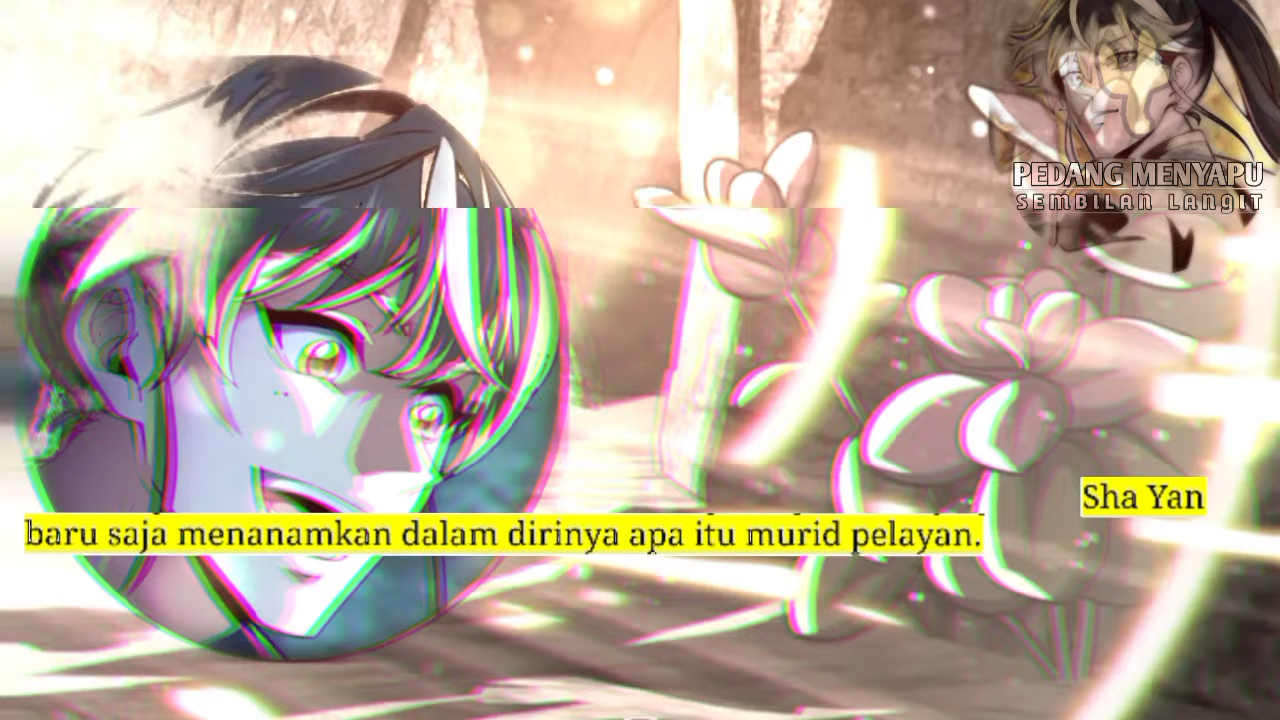 PEDANG MENYAPU
SEMBILAN LANGIT
Sha Yan
baru saja menanamkan dalam dirinya apa itu murid pelayan.